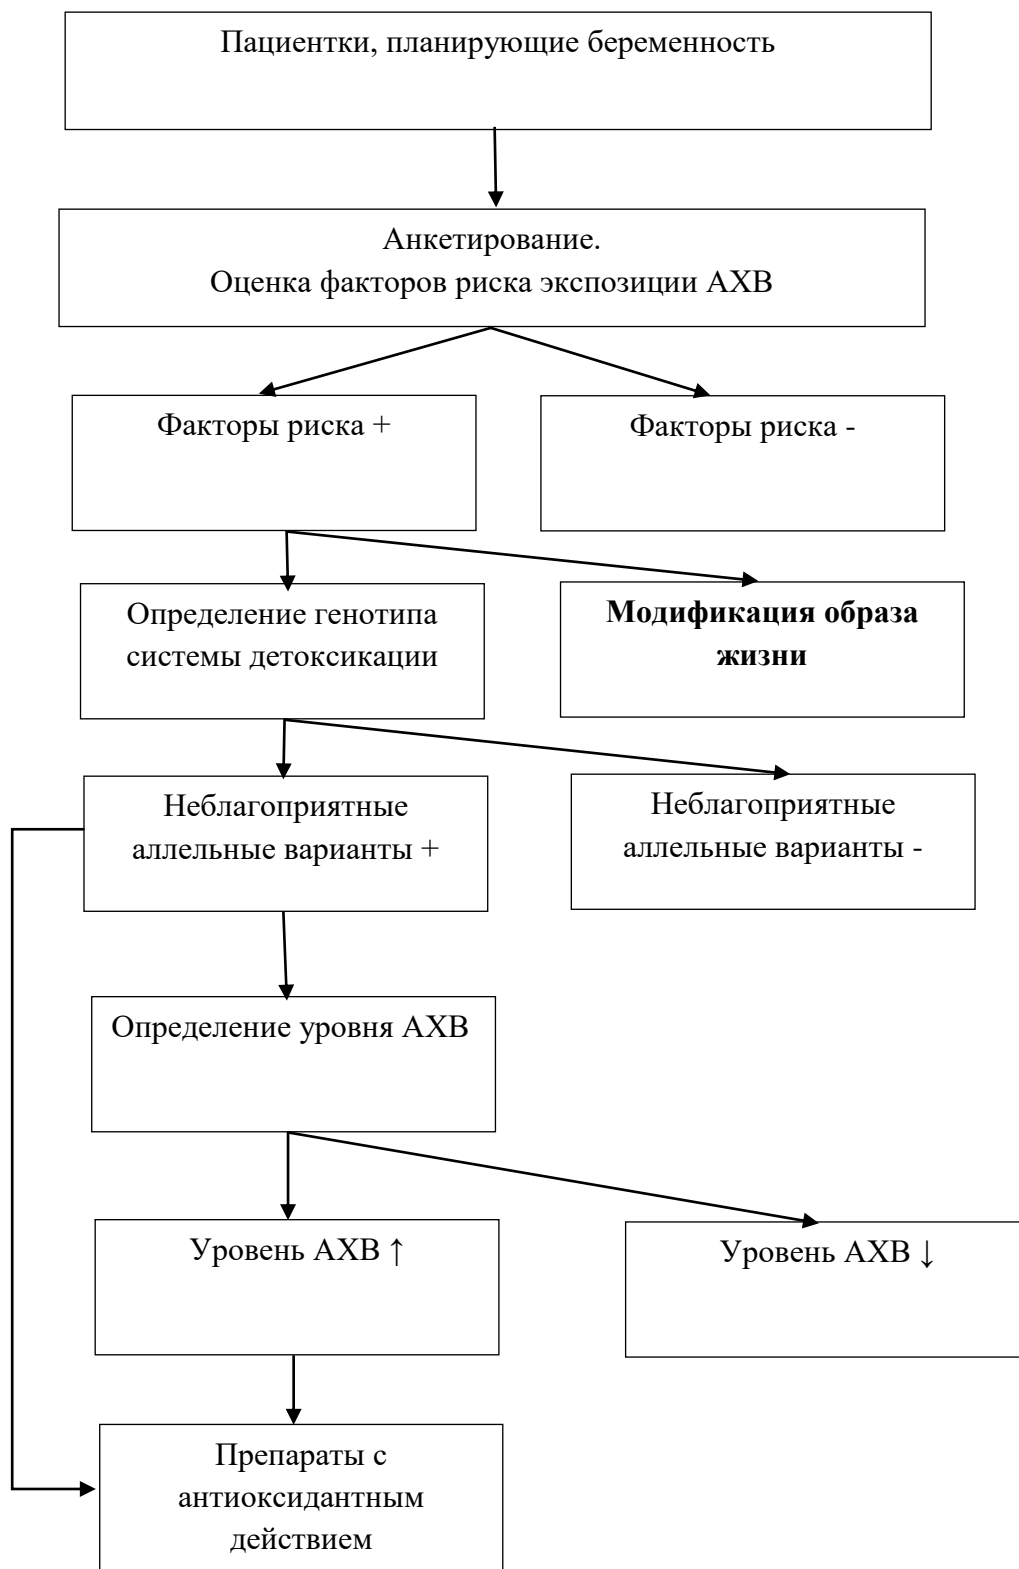 Пациентки, планирующие беременность
Анкетирование.
Оценка факторов риска экспозиции АХВ
Факторы риска +
Факторы риска -
Определение генотипа
системы детоксикации
Модификация образа
жизни
Неблагоприятные
аллельные варианты +
Неблагоприятные
аллельные варианты -
Определение уровня АХВ
Уровень АХВ ↑
Уровень АХВ ↓
Препараты с
антиоксидантным
действием